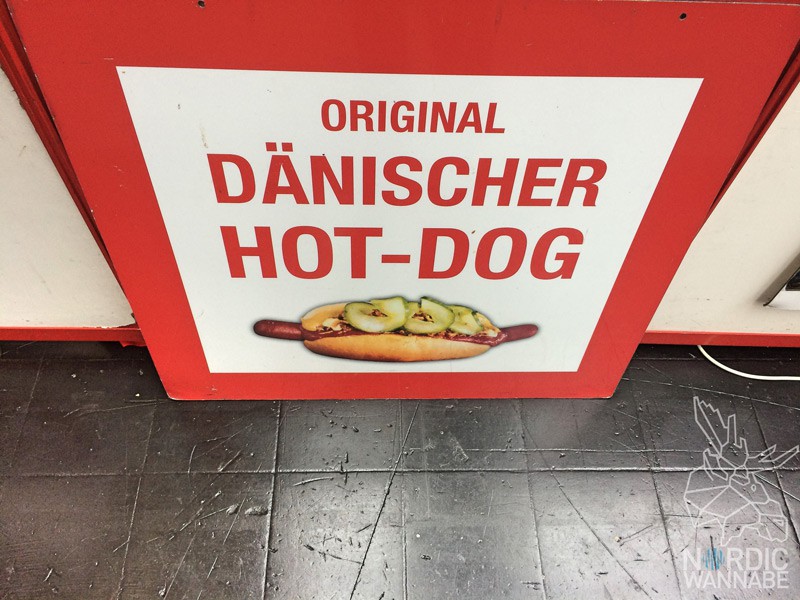 ORIGINAL
DÄNISCHER
HOT-DOG
NORDIC
WANNABE